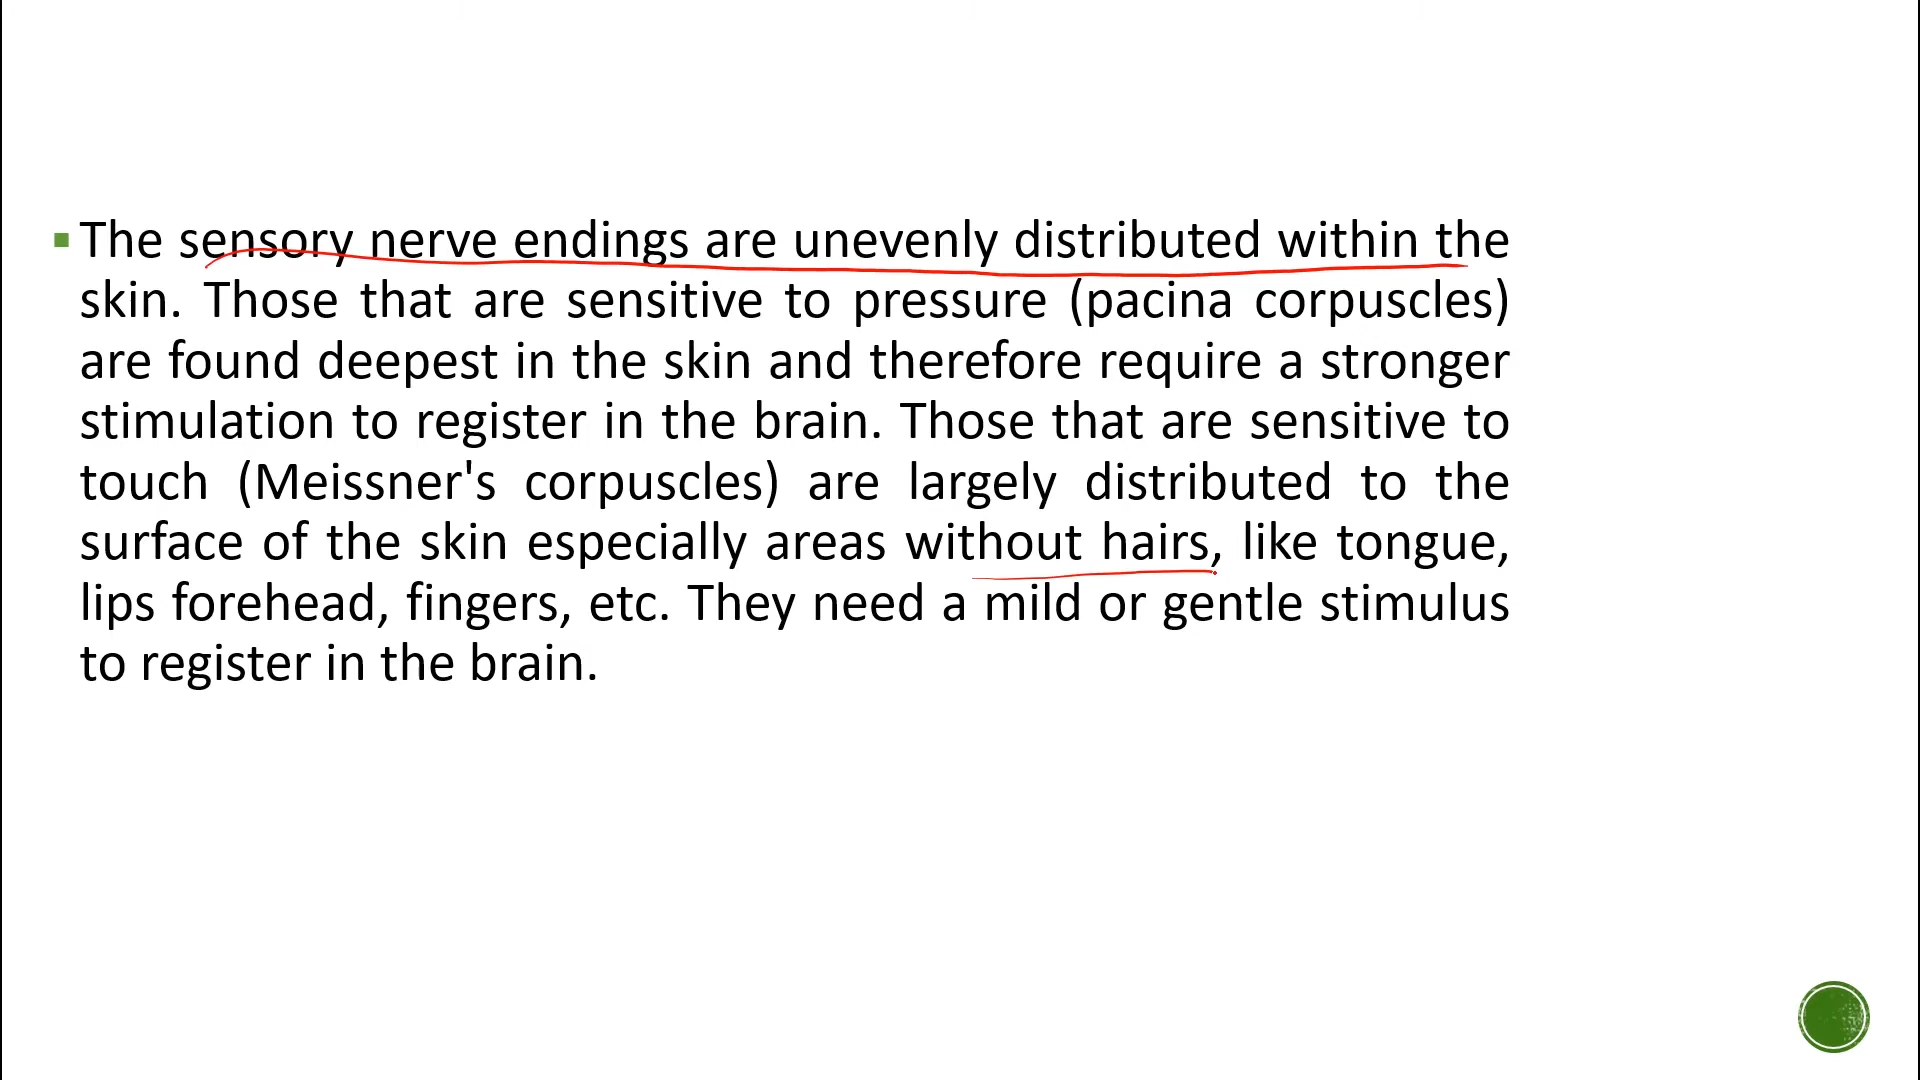 The sensory nerve endings are unevenly distributed within the
skin. Those that are sensitive to pressure (pacina corpuscles)
are found deepest in the skin and therefore require a stronger
stimulation to register in the brain. Those that are sensitive to
touch (Meissner's corpuscles) are largely distributed to the
surface of the skin especially areas without hairs, like tongue,
lips forehead, fingers, etc. They need a mild or gentle stimulus
to register in the brain.